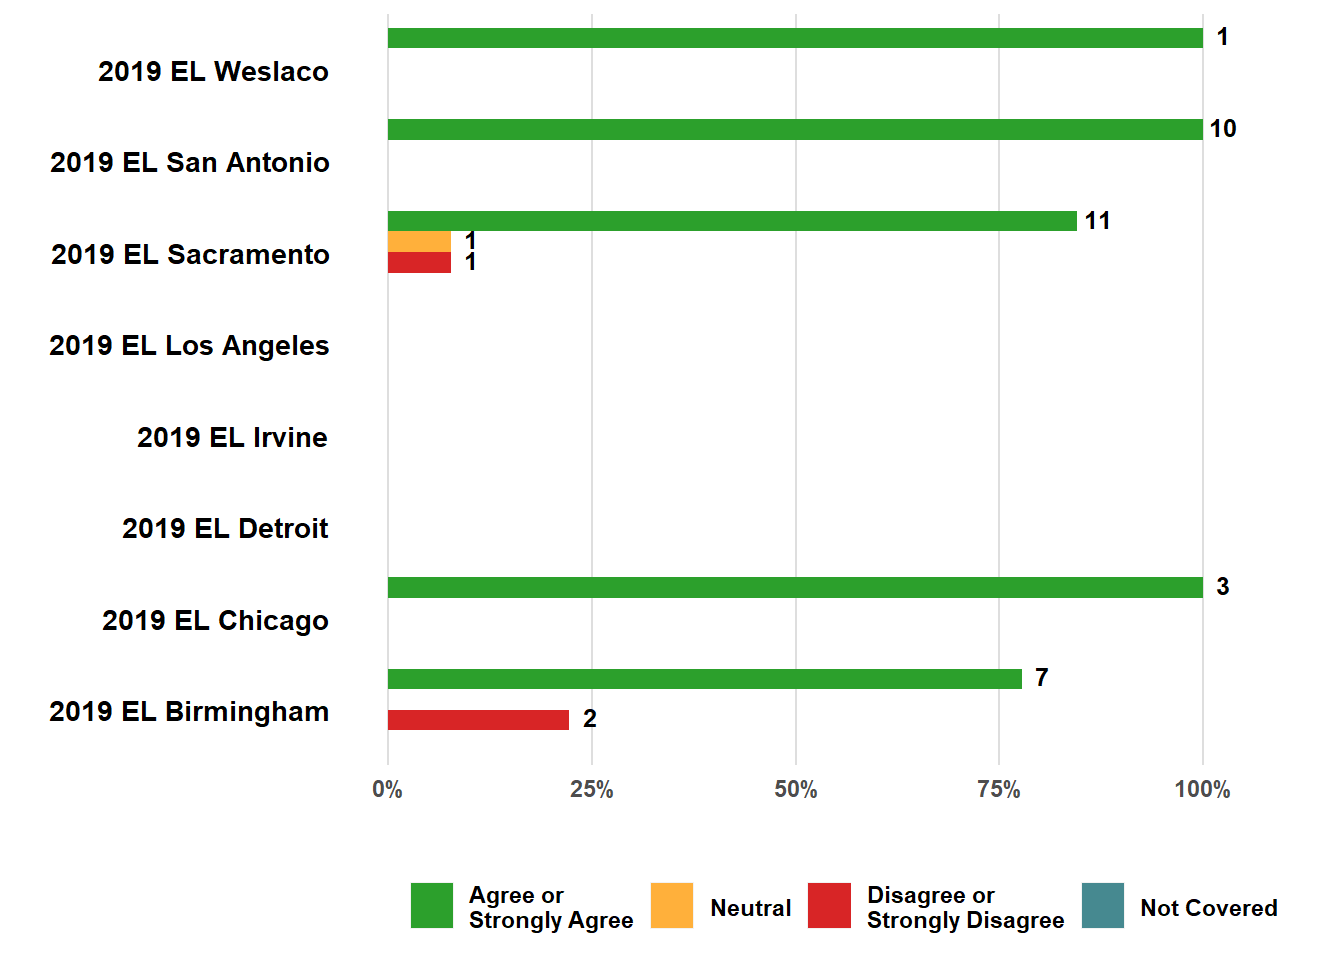 1
2019 EL Weslaco
10
2019 EL San Antonio
11
1
2019 EL Sacramento
1
2019 EL Los Angeles
2019 EL Irvine
2019 EL Detroit
3
2019 EL Chicago
7
2019 EL Birmingham
2
0% 25% 50% 75% 100%
Agree or
Strongly Agree
Neutral
Disagree or
Strongly Disagree
Not Covered